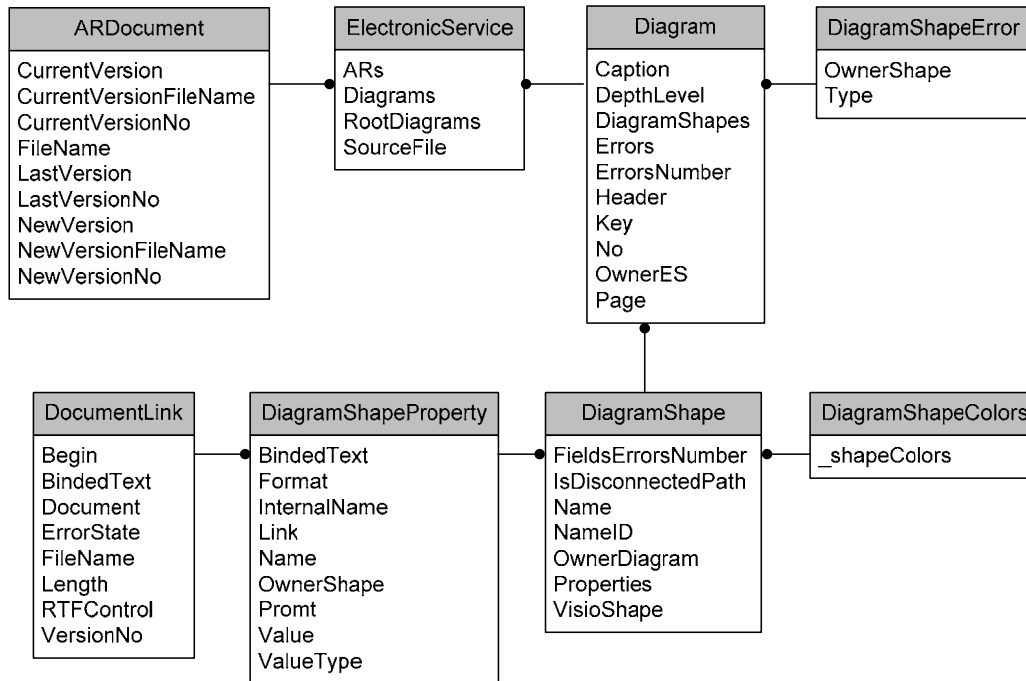 ARDocument
CurrentVersion
CurrentVersionFileName
CurrentVersionNo
FileName
LastVersion
LastVersionNo
NewVersion
NewVersionFileName
NewVersionNo
ElectronicService
ARs
Diagrams
RootDiagrams
SourceFile
Diagram
Caption
DepthLevel
DiagramShapes
Errors
ErrorsNumber
Header
Key
No
OwnerES
Page
DiagramShapeError
OwnerShape
Type
DocumentLink
Begin
BindedText
Document
ErrorState
FileName
Length
RTFControl
VersionNo
DiagramShapeProperty
BindedText
Format
InternalName
Link
Name
OwnerShape
Promt
Value
ValueType
DiagramShape
FieldsErrorsNumber
IsDisconnectedPath
Name
NameID
OwnerDiagram
Properties
VisioShape
DiagramShapeColors
_shapeColors